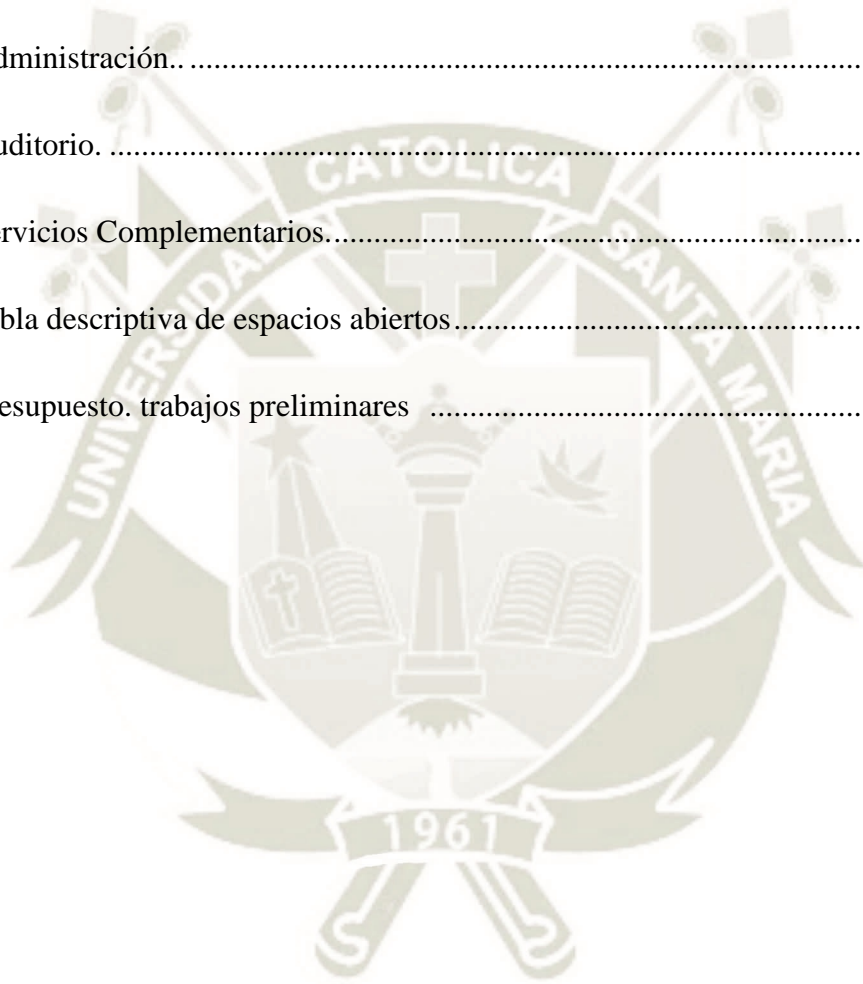 dministración.. ..............................................................................................
uditorio. ........................................................................................................
rvicios Complementarios.....................................................................
bla descriptiva de espacios abiertos....................................................
esupuesto. trabajos preliminares ......................................................
UNIVERSIDAD CATOLICA SANTA MARIA
1961